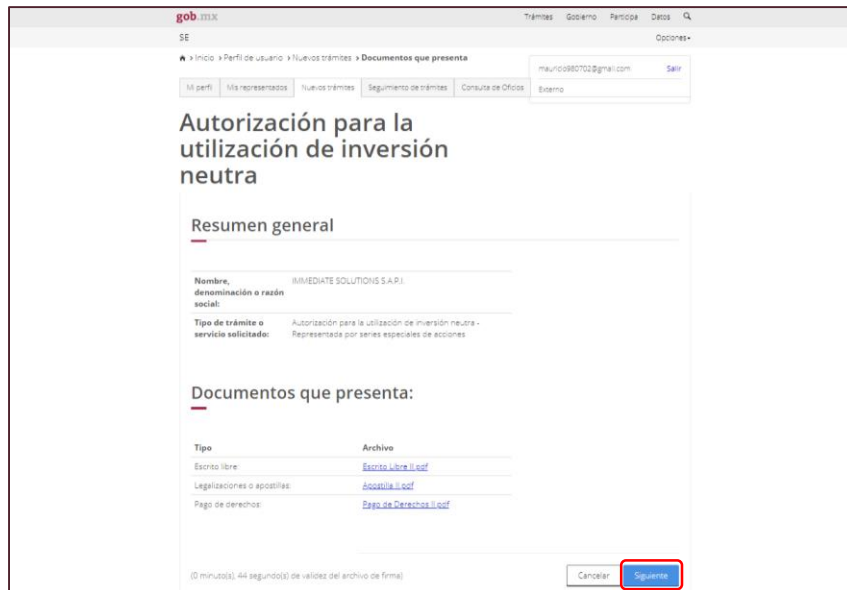 gob.mx
Trámites Gobierno Participa Datos
SE
Opciones
Inicio Perfil de usuario Nuevos trámites Documentos que presenta
mauricio980702@gmail.com Salir
Externo
Mi perfil Mis representados Nuevos trámites Seguimiento de trámites Consulta de Oficios
Autorización para la
utilización de inversión
neutra
Resumen general
Nombre,
denominación o razón
social:
IMMEDIATE SOLUTIONS S.A.P.I.
Tipo de trámite o
servicio solicitado:
Autorización para la utilización de inversión neutra -
Representada por series especiales de acciones
Documentos que presenta:
Tipo Archivo
Escrito libre: Escrito Libre II.pdf
Legalizaciones o apostillas: Apostilla II.pdf
Pago de derechos: Pago de Derechos II.pdf
(0 minuto(s), 44 segundo(s) de validez del archivo de firma)
Cancelar Siguiente